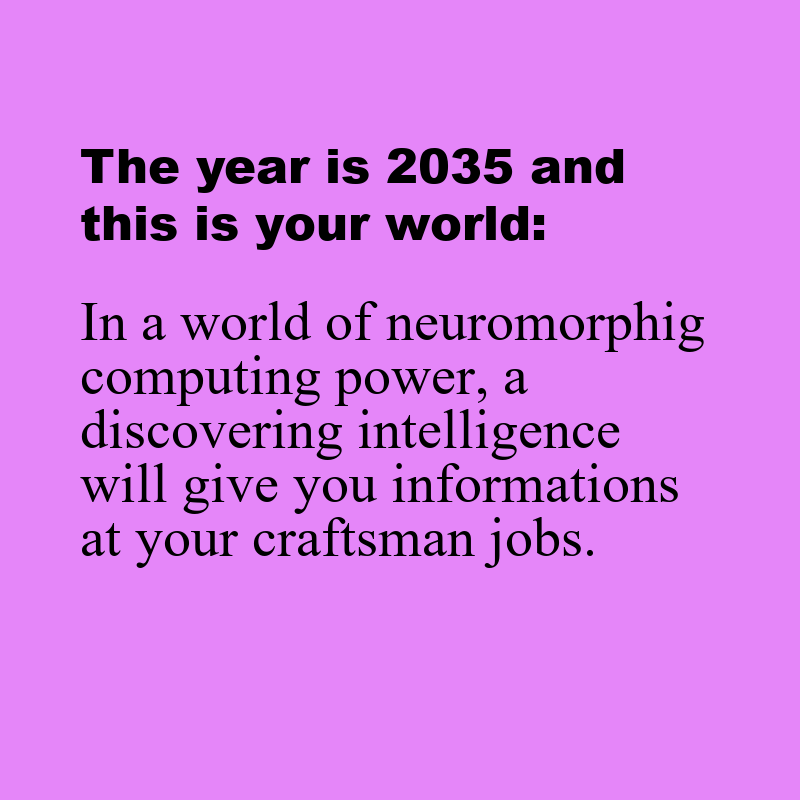 The year is 2035 and
this is your world:
In a world of neuromorphig
computing power, a
discovering intelligence
will give you informations
at your craftsman jobs.